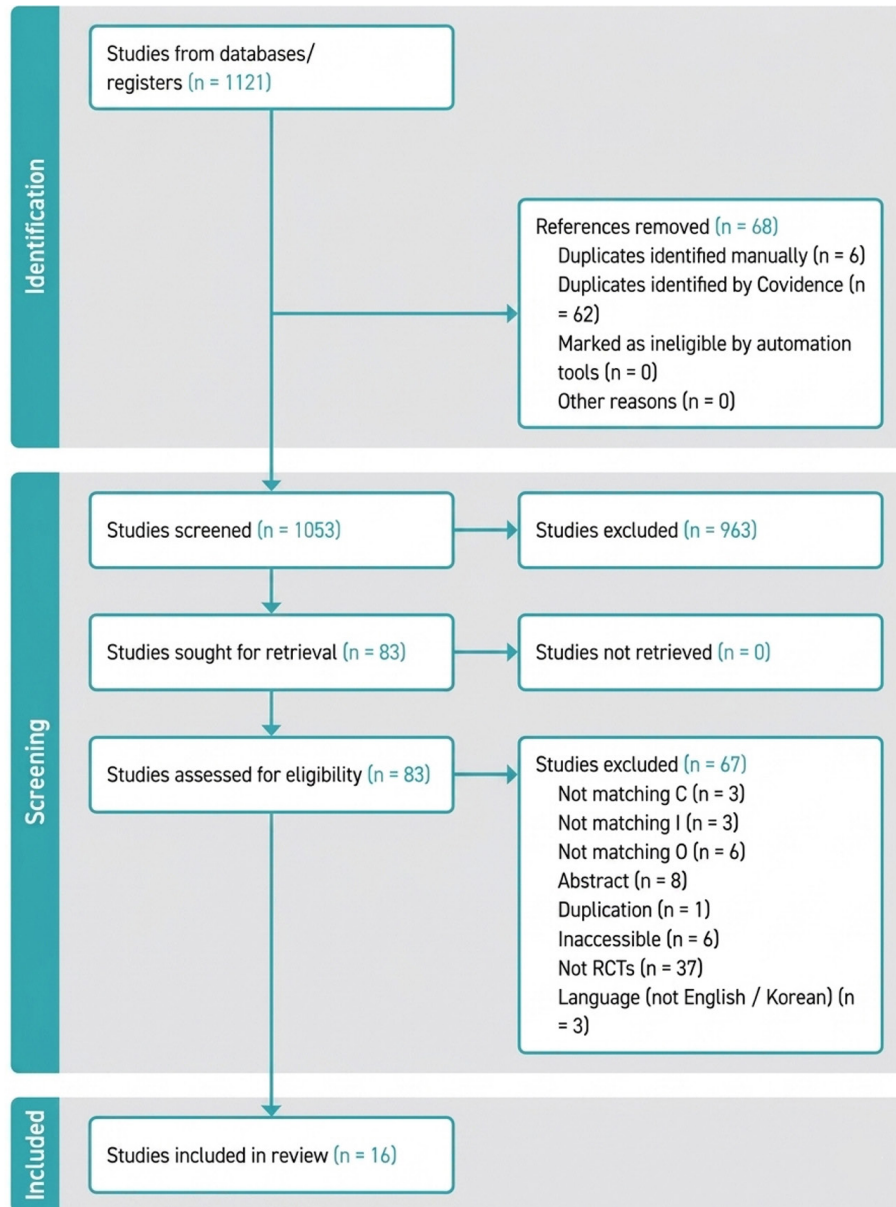 Identification
Studies from databases/
registers (n = 1121)
References removed (n = 68)
Duplicates identified manually (n = 6)
Duplicates identified by Covidence (n
= 62)
Marked as ineligible by automation
tools (n = 0)
Other reasons (n = 0)
Screening
Studies screened (n = 1053)
Studies excluded (n = 963)
Studies sought for retrieval (n = 83)
Studies not retrieved (n = 0)
Studies assessed for eligibility (n = 83)
Studies excluded (n = 67)
Not matching C (n = 3)
Not matching I (n = 3)
Not matching O (n = 6)
Abstract (n = 8)
Duplication (n = 1)
Inaccessible (n = 6)
Not RCTs (n = 37)
Language (not English / Korean) (n
= 3)
Included
Studies included in review (n = 16)